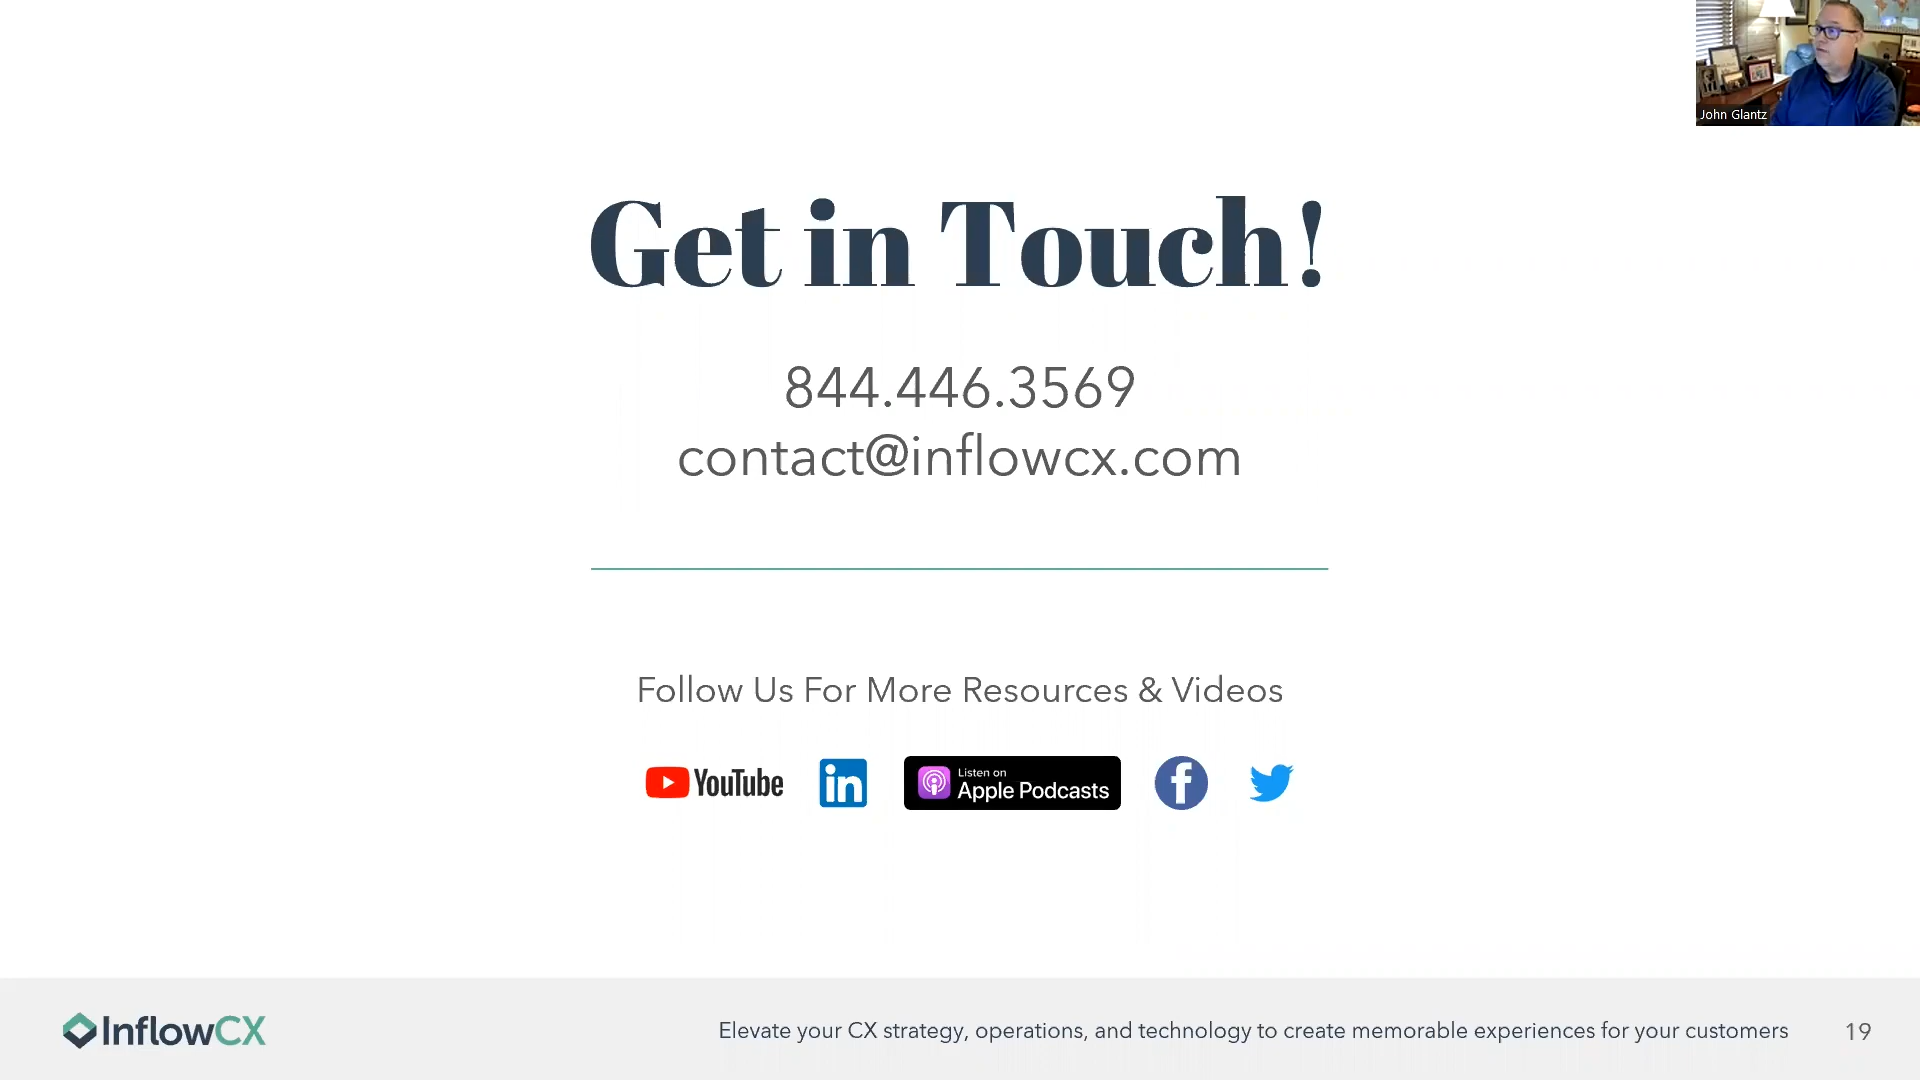 John Glantz
Get in Touch!
844.446.3569
contact@inflowcx.com
Follow Us For More Resources & Videos
YouTube
in
Listen on
Apple Podcasts
f
InflowCX
Elevate your CX strategy, operations, and technology to create memorable experiences for your customers
19